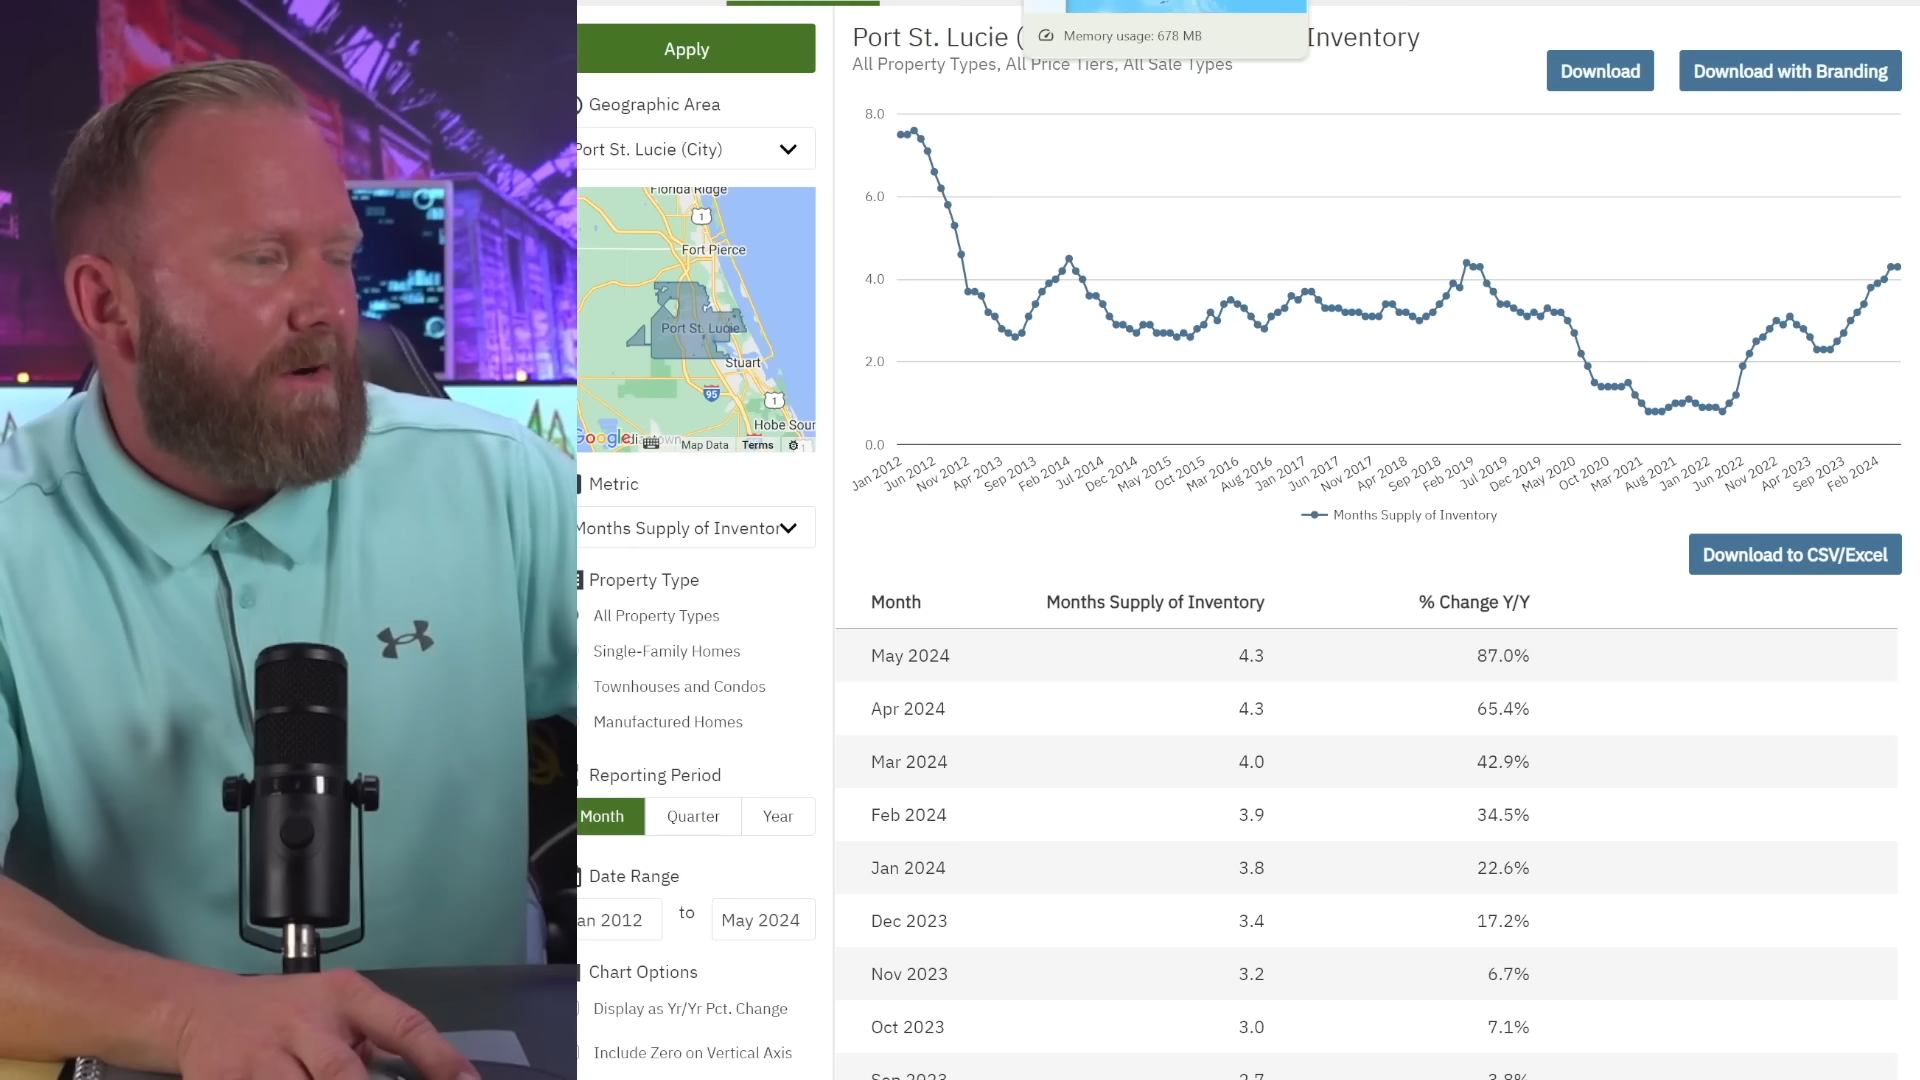 Apply
Geographic Area
Port St. Lucie (City)
Florida Ridge
1
Fort Pierce
Port St. Lucie
Stuart
95
1
Hobe Sour
Google
Map Data
Terms
Metric
Months Supply of Inventor
Property Type
All Property Types
Single-Family Homes
Townhouses and Condos
Manufactured Homes
Reporting Period
Month Quarter Year
Date Range
an 2012 to May 2024
Chart Options
Display as Yr/Yr Pct. Change
Include Zero on Vertical Axis
Memory usage: 678 MB
Port St. Lucie ( Inventory
All Property Types, All Price Tiers, All Sale Types
Download
Download with Branding
8.0
6.0
4.0
2.0
0.0
Jan 2012 Jun 2012 Nov 2012 Apr 2013 Sep 2013 Feb 2014 Jul 2014 Dec 2014 May 2015 Oct 2015 Mar 2016 Aug 2016 Jan 2017 Jun 2017 Nov 2017 Apr 2018 Sep 2018 Feb 2019 Jul 2019 Dec 2019 May 2020 Oct 2020 Mar 2021 Aug 2021 Jan 2022 Jun 2022 Nov 2022 Apr 2023 Sep 2023 Feb 2024
Months Supply of Inventory
Download to CSV/Excel
Month Months Supply of Inventory % Change Y/Y
May 2024 4.3 87.0%
Apr 2024 4.3 65.4%
Mar 2024 4.0 42.9%
Feb 2024 3.9 34.5%
Jan 2024 3.8 22.6%
Dec 2023 3.4 17.2%
Nov 2023 3.2 6.7%
Oct 2023 3.0 7.1%
Sep 2023 2.7 3.8%